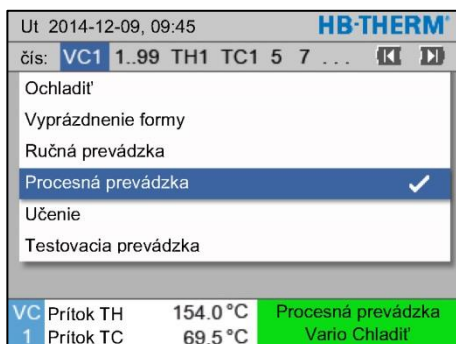 Ut 2014-12-09, 09:45 HB-THERM®
čís: VC1 1..99 TH1 TC1 5 7 ...
Ochladiť
Vyprázdnenie formy
Ručná prevádzka
Procesná prevádzka
Učenie
Testovacia prevádzka
VC Prítok TH 154.0 °C Procesná prevádzka
1 Prítok TC 69.5 °C Vario Chladiť